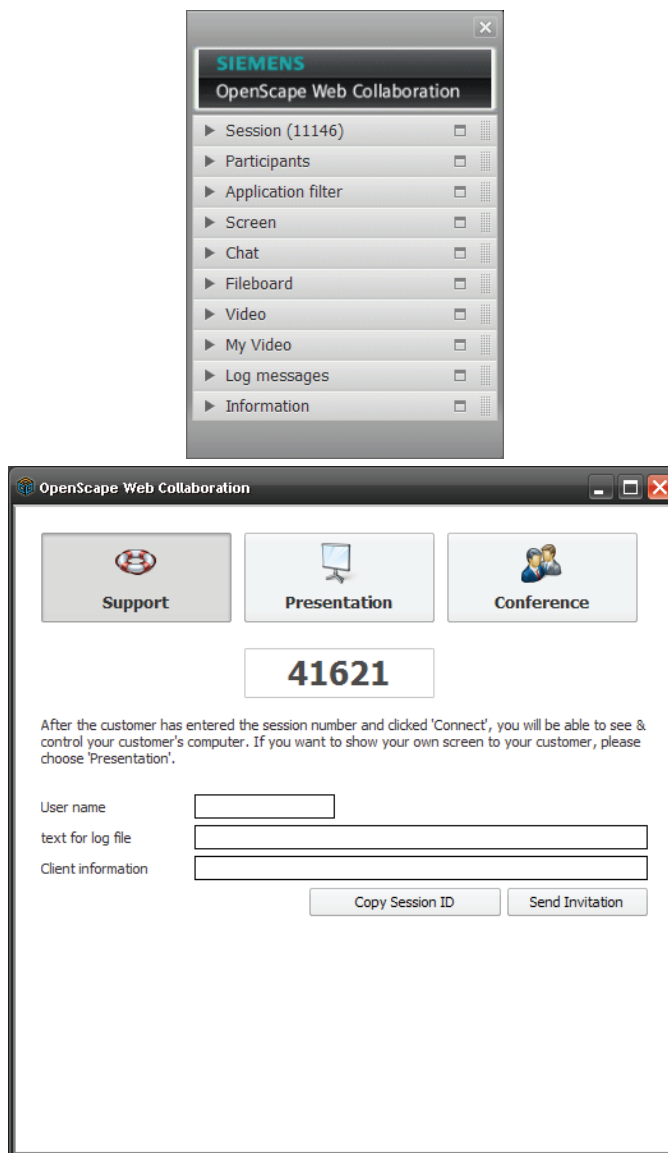 SIEMENS
OpenScape Web Collaboration
Session (11146)
Participants
Application filter
Screen
Chat
Fileboard
Video
My Video
Log messages
Information
OpenScape Web Collaboration
Support
Presentation
Conference
41621
After the customer has entered the session number and clicked 'Connect', you will be able to see &
control your customer's computer. If you want to show your own screen to your customer, please
choose 'Presentation'.
User name
text for log file
Client information
Copy Session ID
Send Invitation